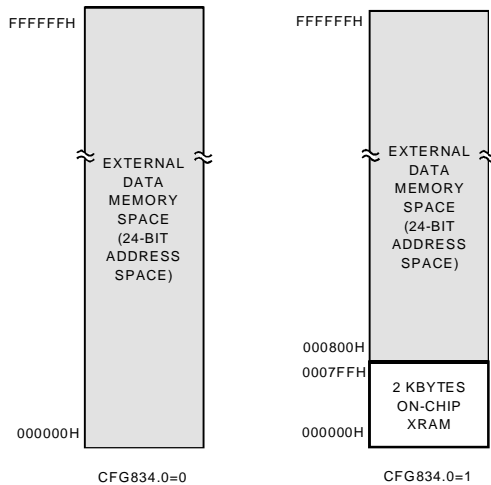 FFFFFFH
EXTERNAL
DATA
MEMORY
SPACE
(24-BIT
ADDRESS
SPACE)
000000H
CFG834.0=0
FFFFFFH
EXTERNAL
DATA
MEMORY
SPACE
(24-BIT
ADDRESS
SPACE)
000800H
0007FFH
2 KBYTES
ON-CHIP
XRAM
000000H
CFG834.0=1